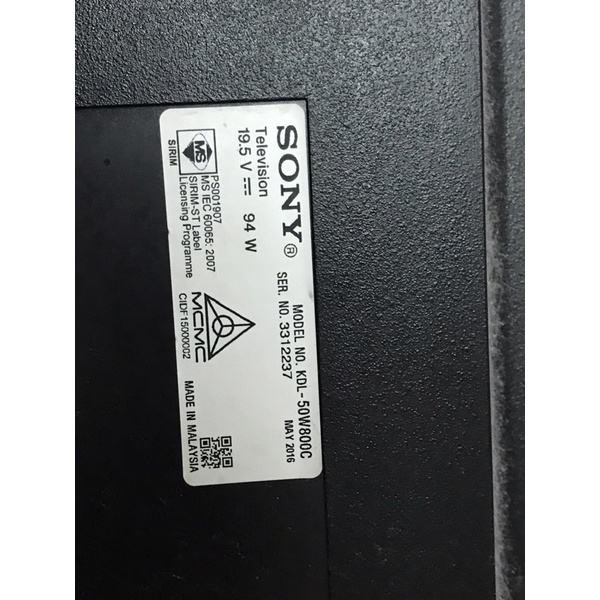 SONY®
Television
19.5 V ⎓ 94 W
MODEL NO. KDL-50W800C
SER. NO. 3312237
MAY 2016
MS
SIRIM
PS001907
MS IEC 60065: 2007
SIRIM-ST Label
Licensing Programme
MCMC
CIDF15000002
MADE IN MALAYSIA